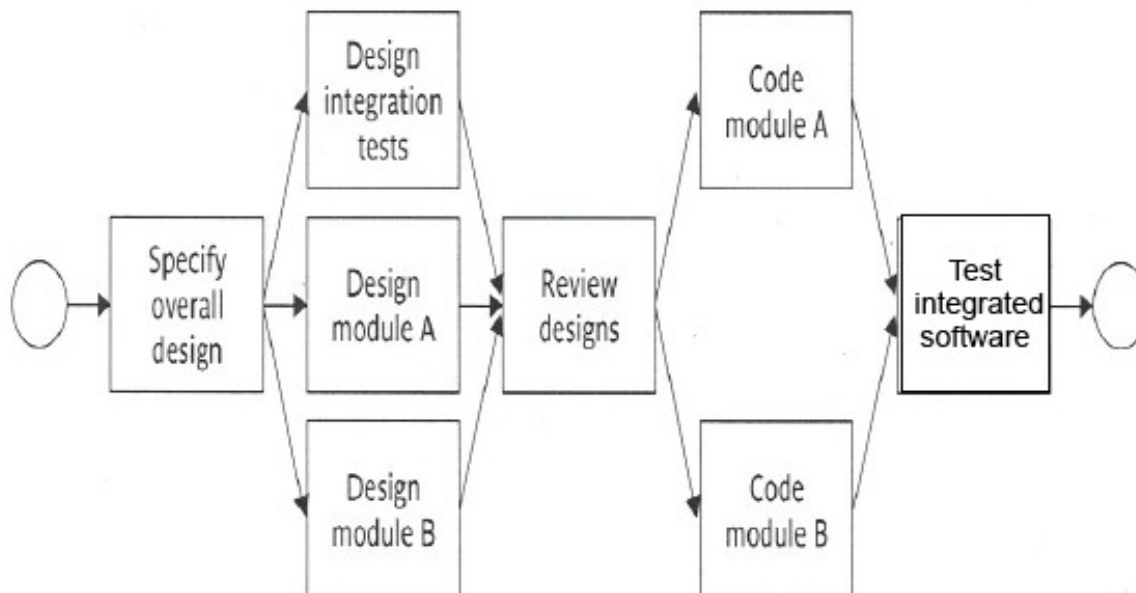 Specify
overall
design
Design
integration
tests
Design
module A
Design
module B
Review
designs
Code
module A
Code
module B
Test
integrated
software